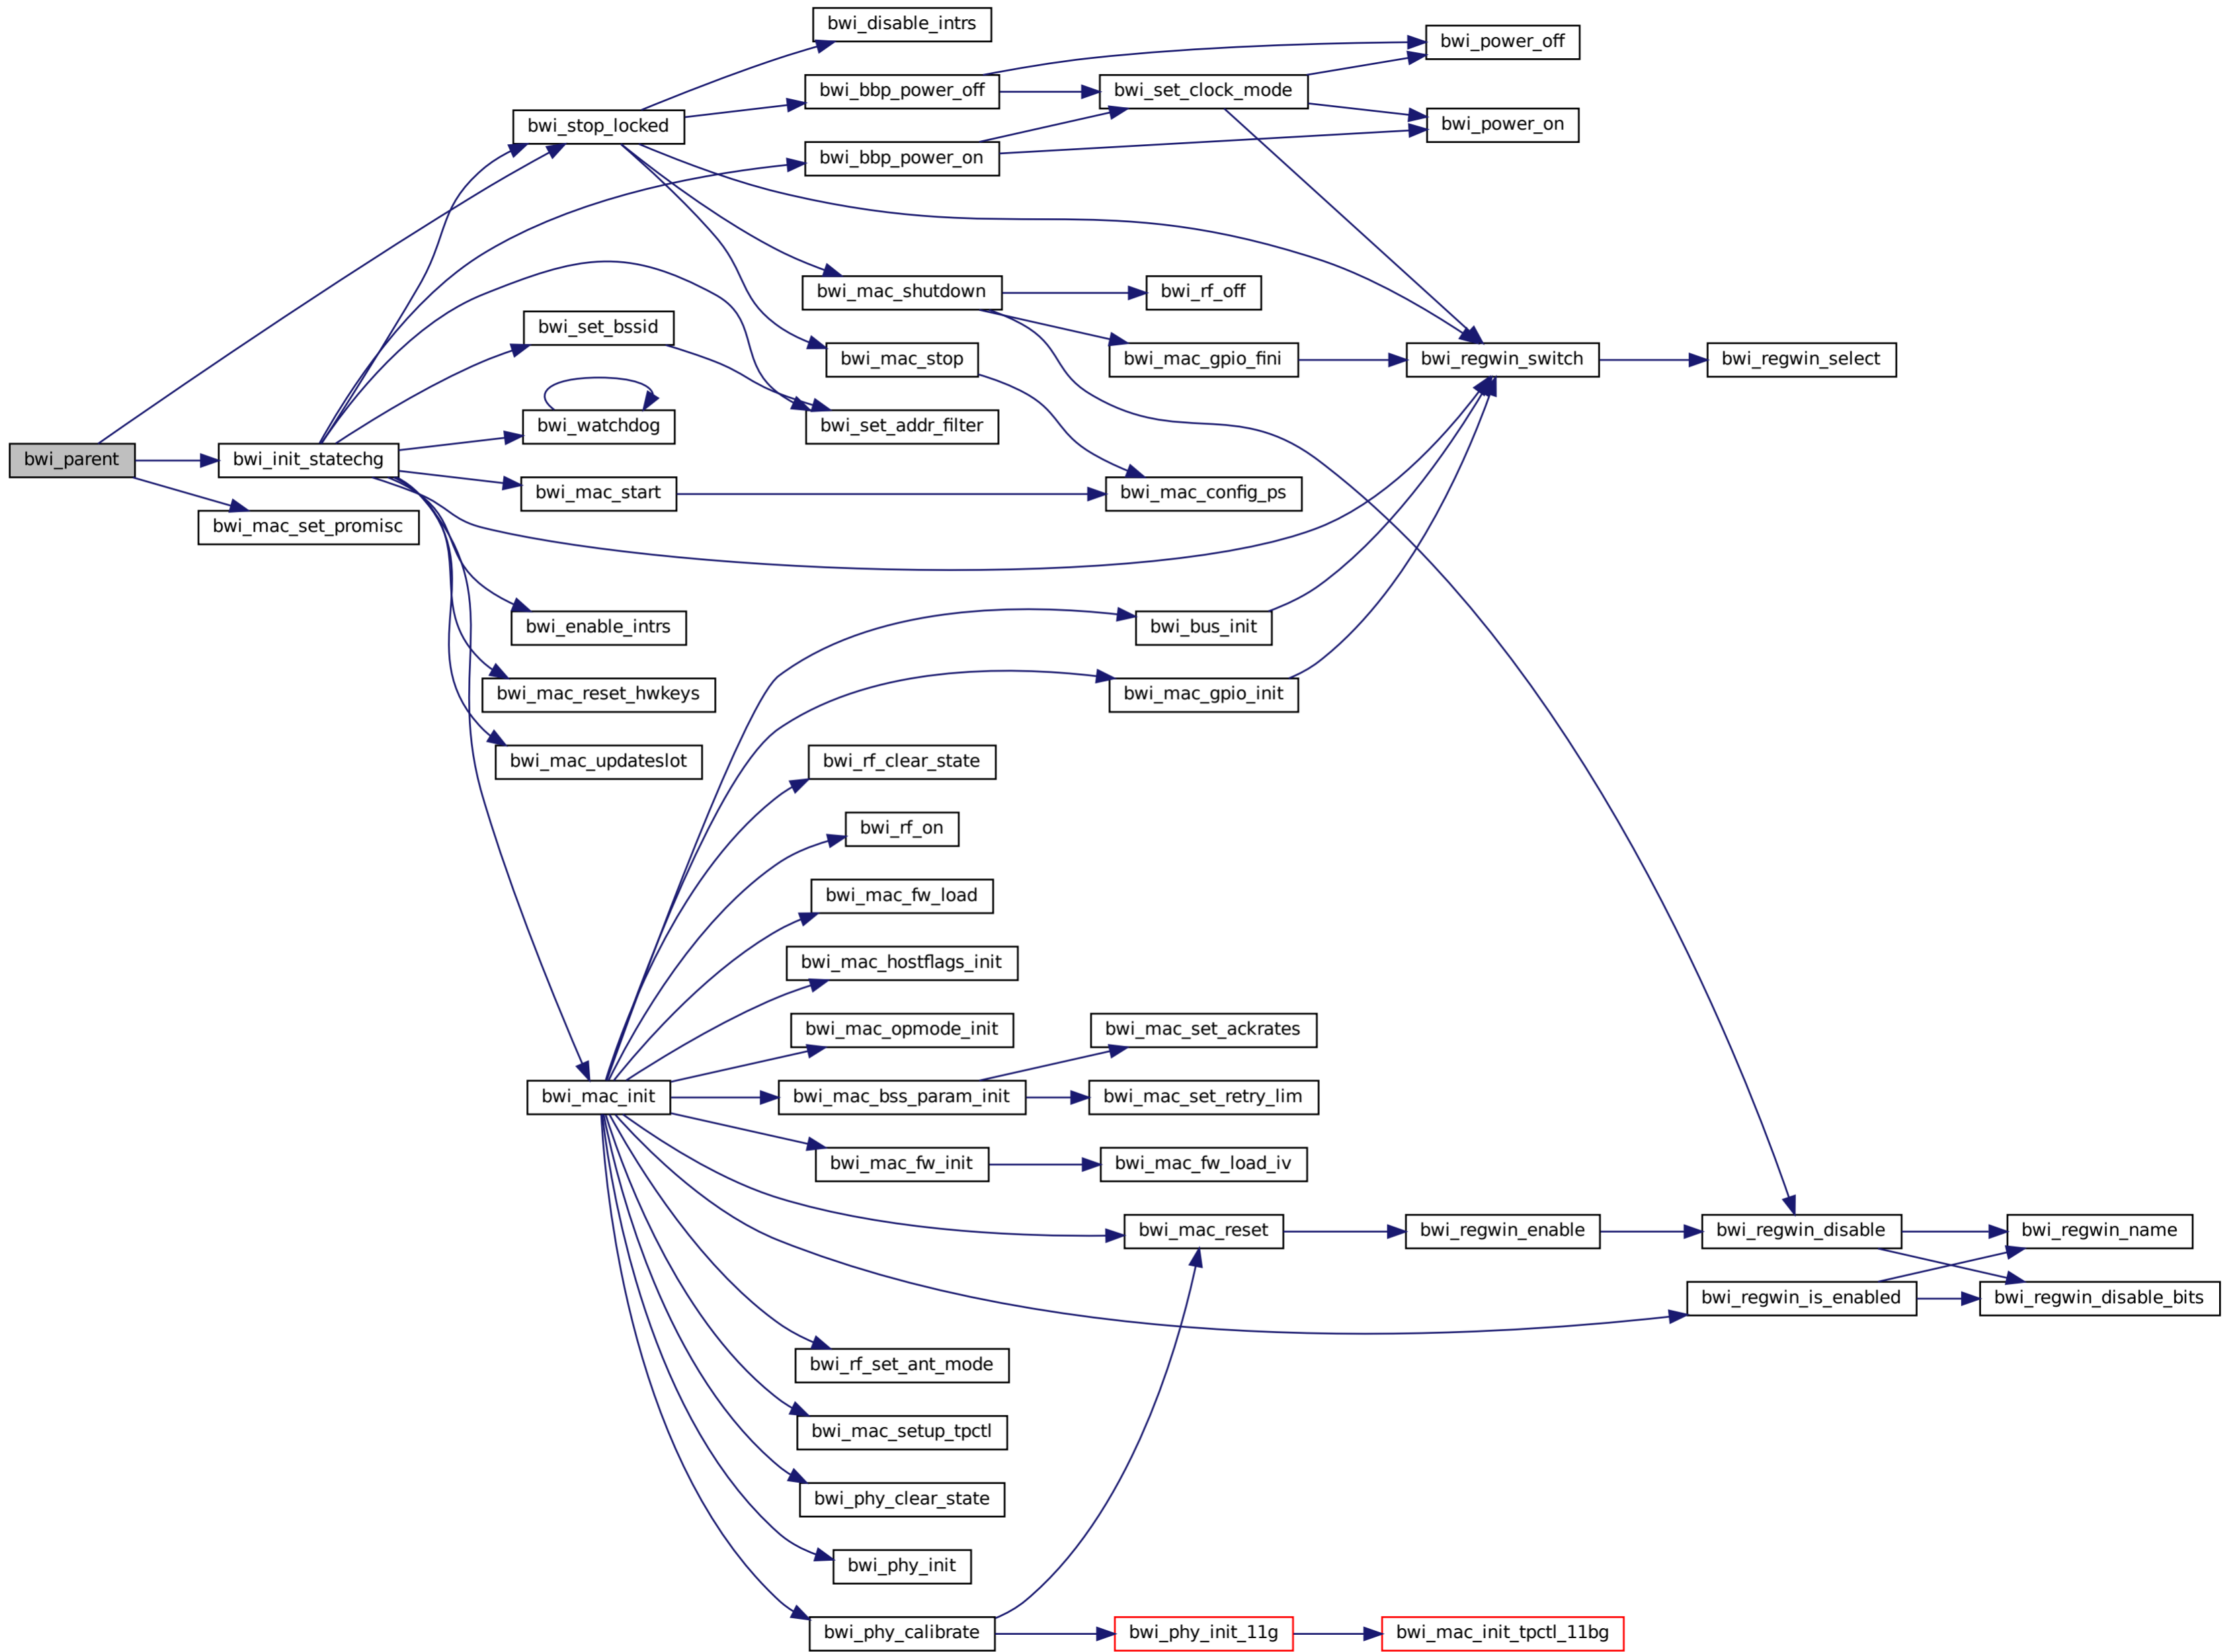 bwi_disable_intrs
bwi_power_off
bwi_bbp_power_off
bwi_set_clock_mode
bwi_stop_locked
bwi_power_on
bwi_bbp_power_on
bwi_mac_shutdown
bwi_rf_off
bwi_set_bssid
bwi_mac_stop
bwi_mac_gpio_fini
bwi_regwin_switch
bwi_regwin_select
bwi_watchdog
bwi_set_addr_filter
bwi_parent
bwi_init_statechg
bwi_mac_start
bwi_mac_config_ps
bwi_mac_set_promisc
bwi_enable_intrs
bwi_bus_init
bwi_mac_reset_hwkeys
bwi_mac_gpio_init
bwi_mac_updateslot
bwi_rf_clear_state
bwi_rf_on
bwi_mac_fw_load
bwi_mac_hostflags_init
bwi_mac_opmode_init
bwi_mac_set_ackrates
bwi_mac_init
bwi_mac_bss_param_init
bwi_mac_set_retry_lim
bwi_mac_fw_init
bwi_mac_fw_load_iv
bwi_mac_reset
bwi_regwin_enable
bwi_regwin_disable
bwi_regwin_name
bwi_regwin_is_enabled
bwi_regwin_disable_bits
bwi_rf_set_ant_mode
bwi_mac_setup_tpctl
bwi_phy_clear_state
bwi_phy_init
bwi_phy_calibrate
bwi_phy_init_11g
bwi_mac_init_tpctl_11bg